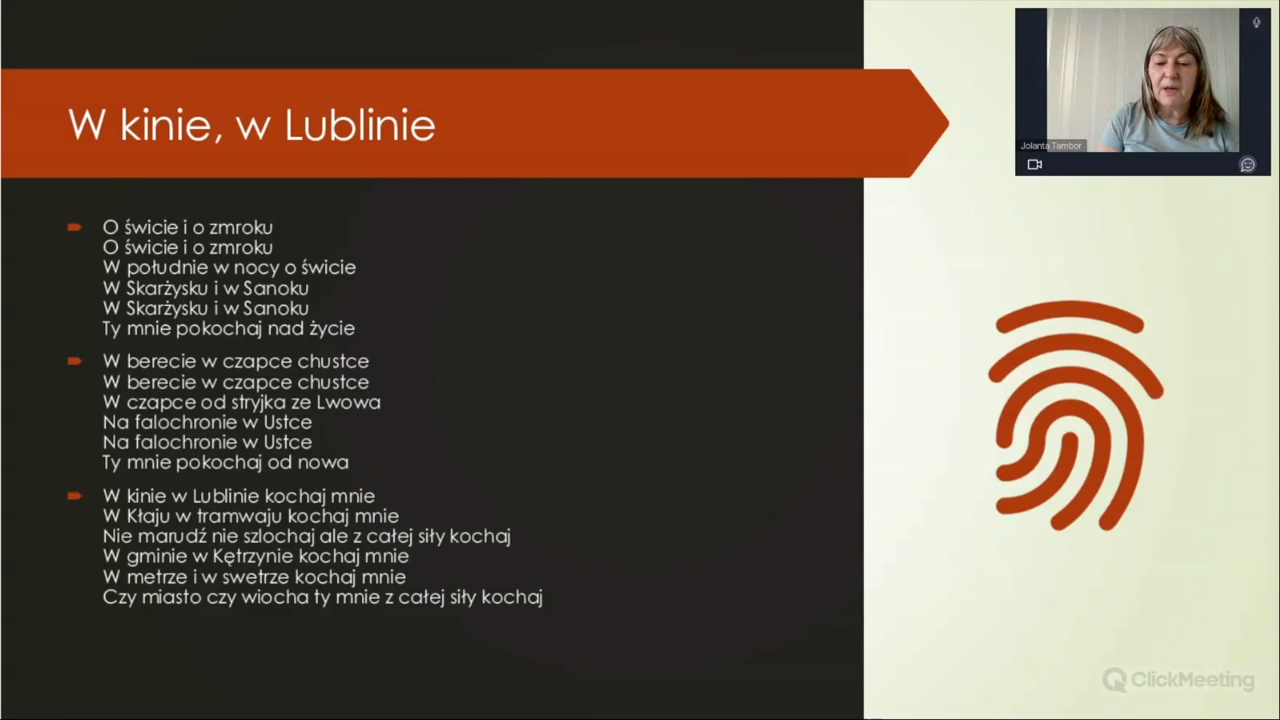 W kinie, w Lublinie
O świcie i o zmroku
O świcie i o zmroku
W południe w nocy o świcie
W Skarżysku i w Sanoku
W Skarżysku i w Sanoku
Ty mnie pokochaj nad życie
W berecie w czapce chustce
W berecie w czapce chustce
W czapce od stryjka ze Lwowa
Na falochronie w Ustce
Na falochronie w Ustce
Ty mnie pokochaj od nowa
W kinie w Lublinie kochaj mnie
W Kłaju w tramwaju kochaj mnie
Nie marudź nie szlochaj ale z całej siły kochaj
W gminie w Kętrzynie kochaj mnie
W metrze i w swetrze kochaj mnie
Czy miasto czy wiocha ty mnie z całej siły kochaj
Jolanta Tambor
ClickMeeting